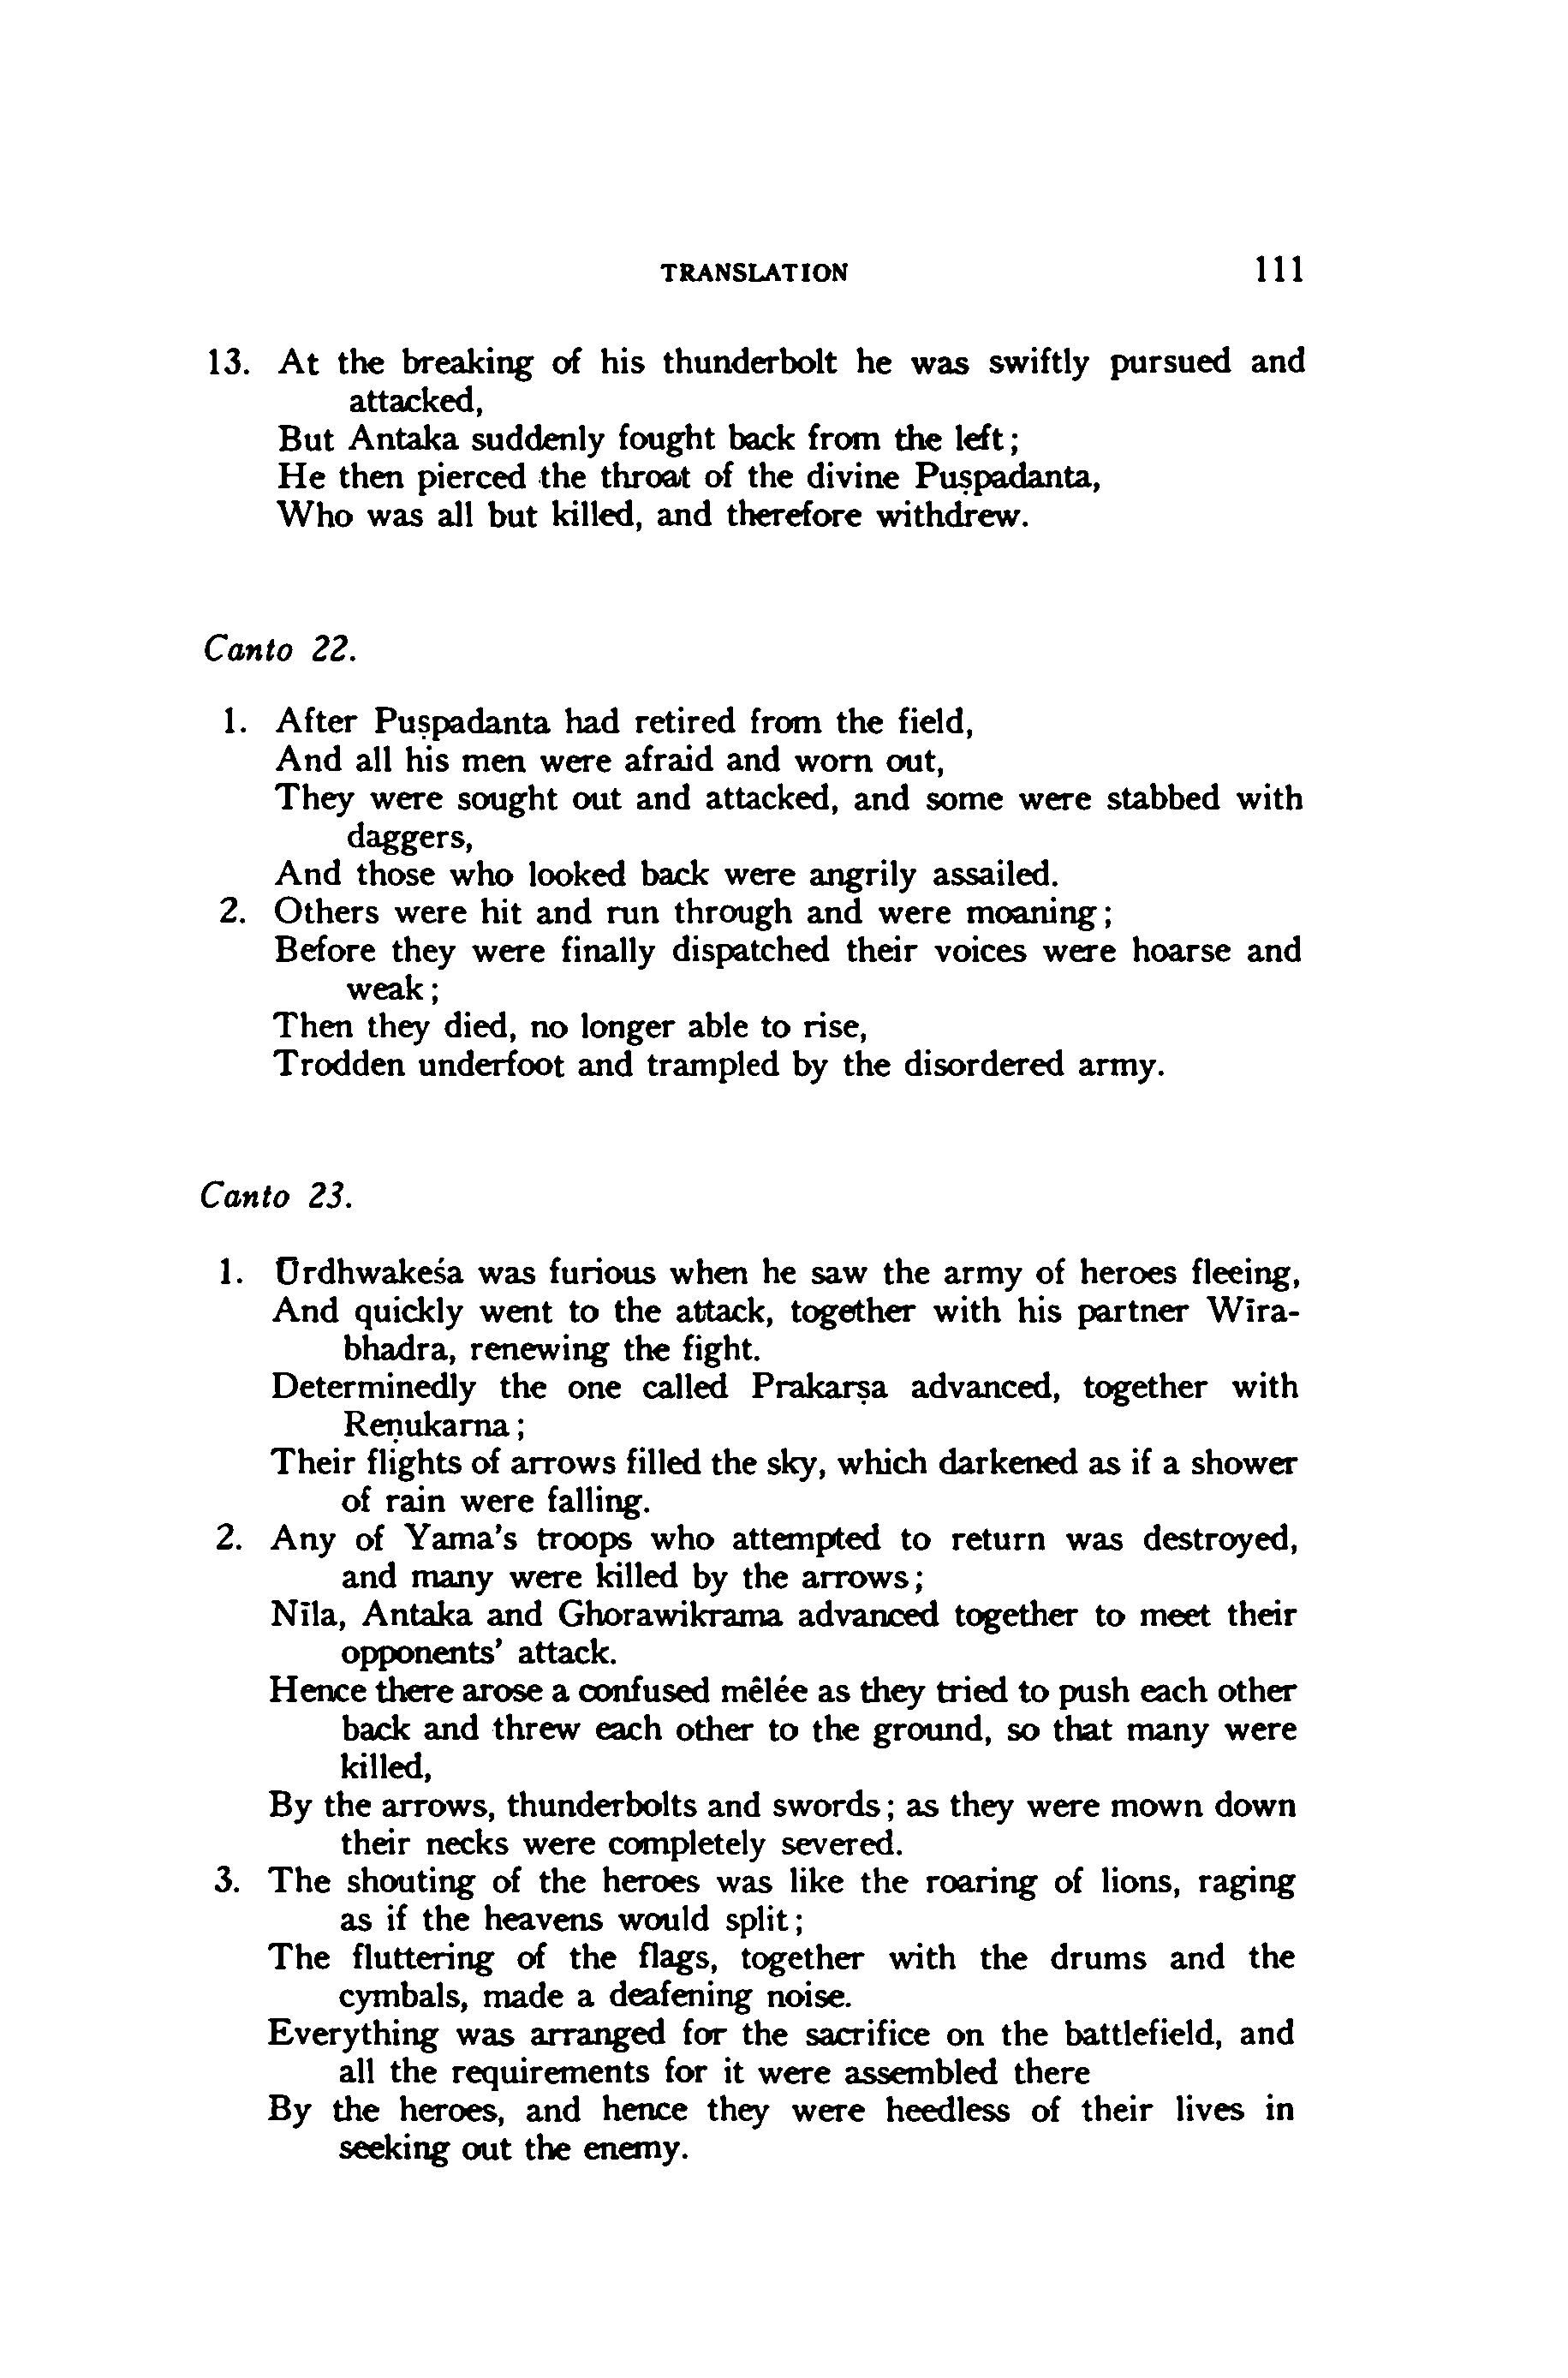 TRANSLATION 111
13. At the breaking of his thunderbolt he was swiftly pursued and
attacked,
But Antaka suddenly fought back from the left;
He then pierced the throat of the divine Puṣpadanta,
Who was all but killed, and therefore withdrew.
Canto 22.
1. After Puṣpadanta had retired from the field,
And all his men were afraid and worn out,
They were sought out and attacked, and some were stabbed with
daggers,
And those who looked back were angrily assailed.
2. Others were hit and run through and were moaning;
Before they were finally dispatched their voices were hoarse and
weak;
Then they died, no longer able to rise,
Trodden underfoot and trampled by the disordered army.
Canto 23.
1. Ūrdhwakeśa was furious when he saw the army of heroes fleeing,
And quickly went to the attack, together with his partner Wīra-
bhadra, renewing the fight.
Determinedly the one called Prakarṣa advanced, together with
Reṇukarna;
Their flights of arrows filled the sky, which darkened as if a shower
of rain were falling.
2. Any of Yama's troops who attempted to return was destroyed,
and many were killed by the arrows;
Nīla, Antaka and Ghorawikrama advanced together to meet their
opponents' attack.
Hence there arose a confused mêlée as they tried to push each other
back and threw each other to the ground, so that many were
killed,
By the arrows, thunderbolts and swords; as they were mown down
their necks were completely severed.
3. The shouting of the heroes was like the roaring of lions, raging
as if the heavens would split;
The fluttering of the flags, together with the drums and the
cymbals, made a deafening noise.
Everything was arranged for the sacrifice on the battlefield, and
all the requirements for it were assembled there
By the heroes, and hence they were heedless of their lives in
seeking out the enemy.